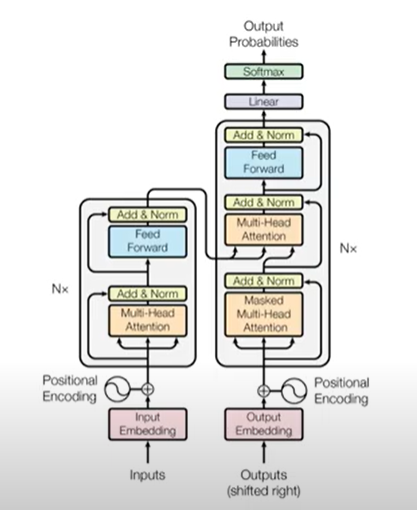 Output
Probabilities
Softmax
Linear
Add & Norm
Feed
Forward
Add & Norm
Multi-Head
Attention
Add & Norm
Masked
Multi-Head
Attention
N×
Add & Norm
Feed
Forward
Add & Norm
Multi-Head
Attention
N×
Positional
Encoding
Positional
Encoding
Input
Embedding
Output
Embedding
Inputs
Outputs
(shifted right)